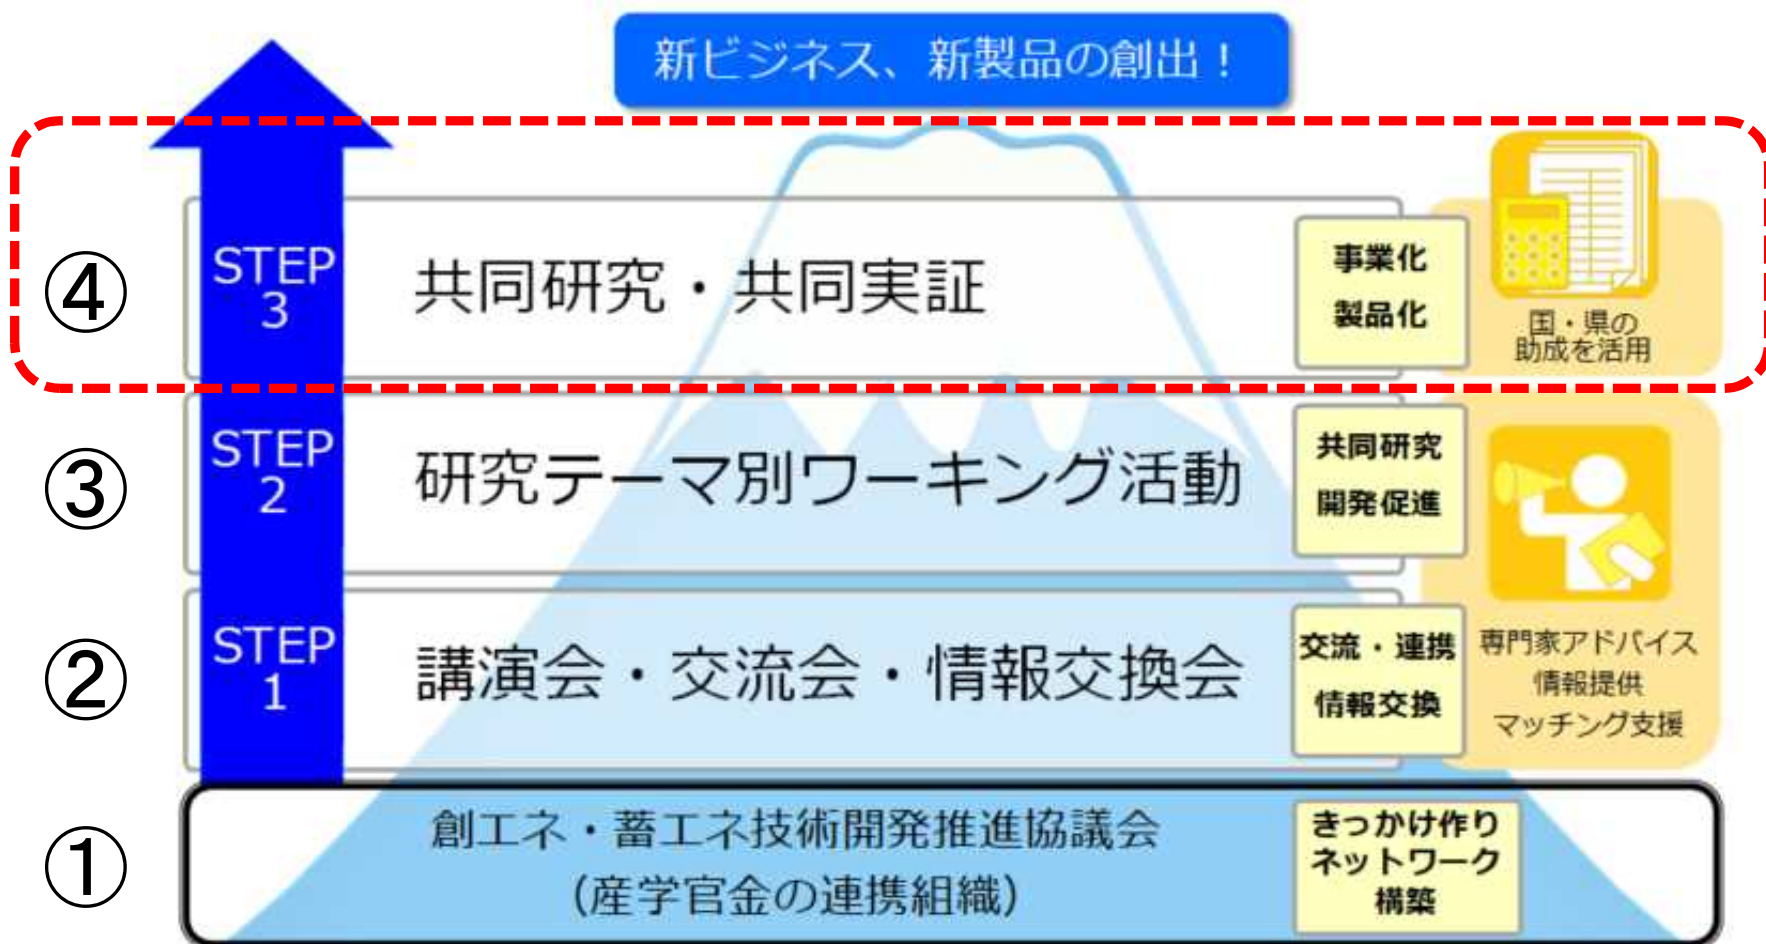 新ビジネス、新製品の創出！
④
STEP
3
共同研究・共同実証
事業化
製品化
国・県の
助成を活用
③
STEP
2
研究テーマ別ワーキング活動
共同研究
開発促進
②
STEP
1
講演会・交流会・情報交換会
交流・連携
情報交換
専門家アドバイス
情報提供
マッチング支援
①
創エネ・蓄エネ技術開発推進協議会
（産学官金の連携組織）
きっかけ作り
ネットワーク
構築